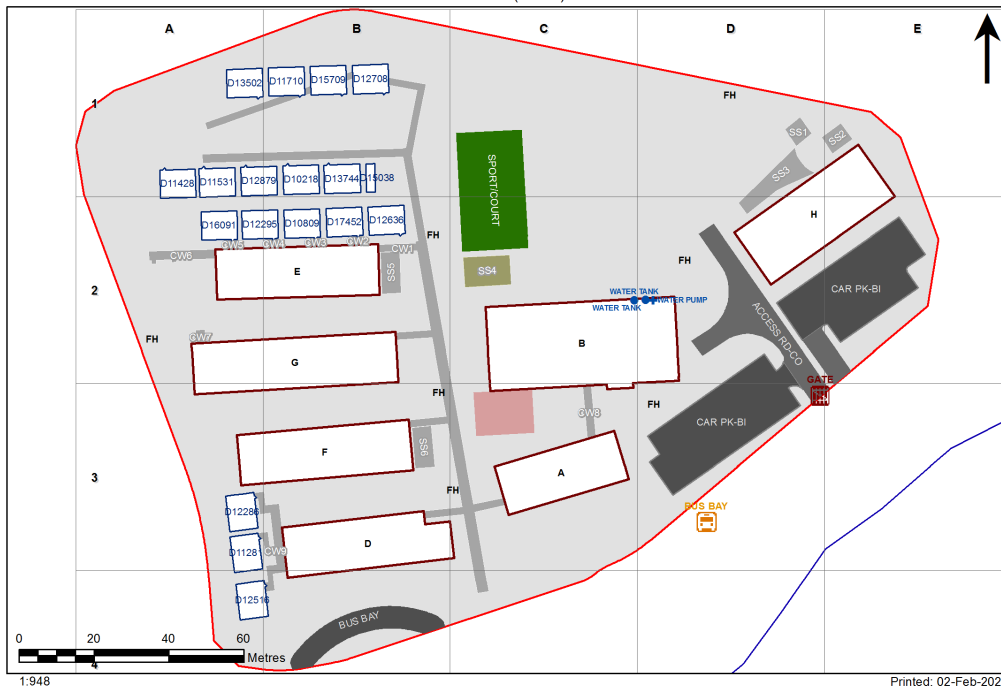 A B C D E
1
D13502 D11710 D15709 D12708
FH
SS1
SS2
SS3
SPORT/COURT
D11428 D11531 D12879 D10218 D13744 D15038
D16091 D12295 D10809 D17452 D12636
H
FH
FH
CW6 CW5 CW4 CW3 CW2 CW1
SS5
SS4
E
2
WATER TANK
WATER PUMP
WATER TANK
CAR PK-BI
ACCESS RD-CO
FH
CW7
G
B
GATE
FH
FH
CW8
CAR PK-BI
F
SS6
A
3
FH
BUS BAY
D12286
D11281
CW9
D
D12516
BUS BAY
0 20 40 60
Metres
4
1:948
Printed: 02-Feb-202